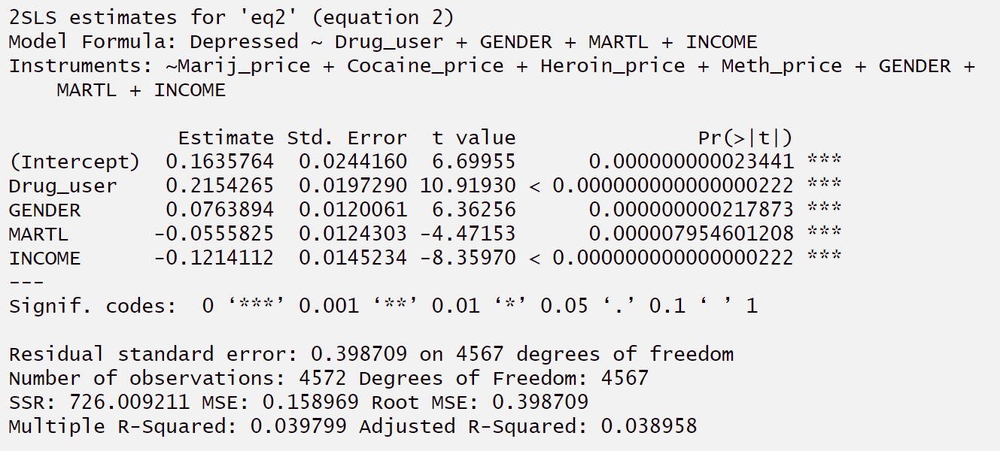 2SLS estimates for 'eq2' (equation 2)
Model Formula: Depressed ~ Drug_user + GENDER + MARTL + INCOME
Instruments: ~Marij_price + Cocaine_price + Heroin_price + Meth_price + GENDER +
    MARTL + INCOME

              Estimate Std. Error  t value               Pr(>|t|)
(Intercept)  0.1635764  0.0244160  6.69955      0.000000000023441 ***
Drug_user    0.2154265  0.0197290 10.91930 < 0.000000000000000222 ***
GENDER       0.0763894  0.0120061  6.36256      0.000000000217873 ***
MARTL       -0.0555825  0.0124303 -4.47153      0.000007954601208 ***
INCOME      -0.1214112  0.0145234 -8.35970 < 0.000000000000000222 ***
---
Signif. codes:  0 ‘***’ 0.001 ‘**’ 0.01 ‘*’ 0.05 ‘.’ 0.1 ‘ ’ 1

Residual standard error: 0.398709 on 4567 degrees of freedom
Number of observations: 4572 Degrees of Freedom: 4567
SSR: 726.009211 MSE: 0.158969 Root MSE: 0.398709
Multiple R-Squared: 0.039799 Adjusted R-Squared: 0.038958